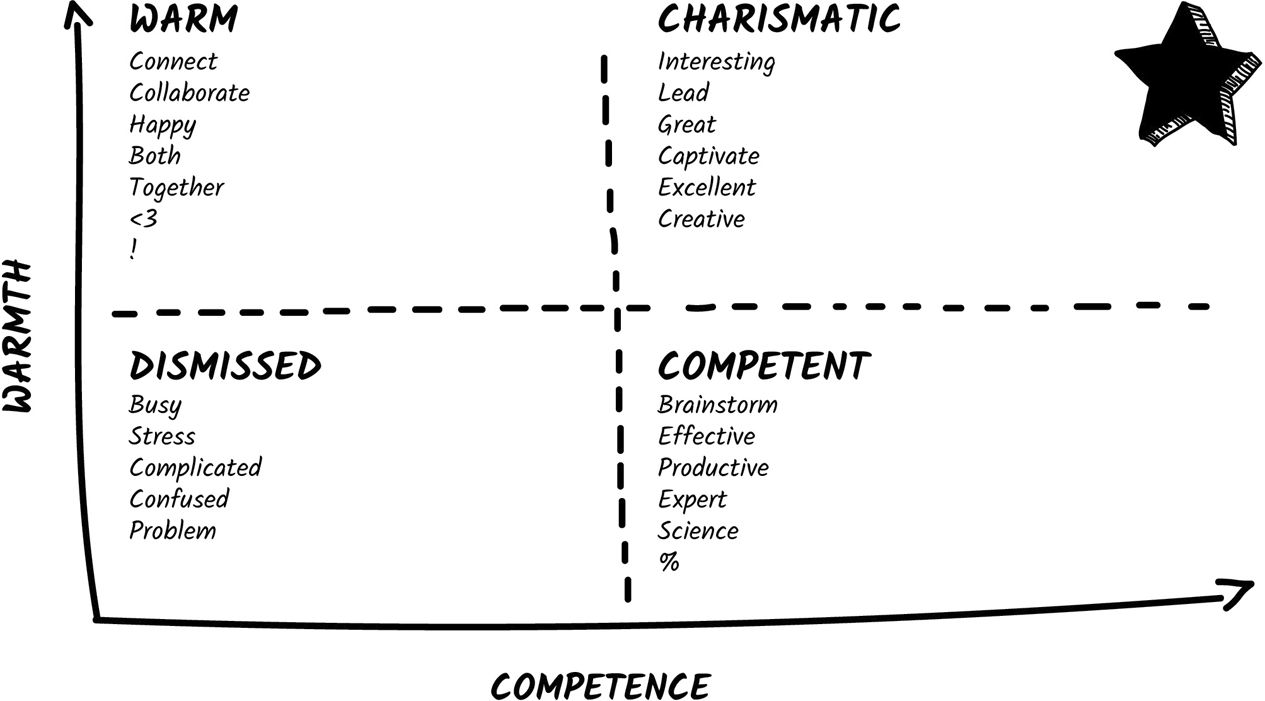 WARM
Connect
Collaborate
Happy
Both
Together
<3
!
CHARISMATIC
Interesting
Lead
Great
Captivate
Excellent
Creative
WARMTH
DISMISSED
Busy
Stress
Complicated
Confused
Problem
COMPETENT
Brainstorm
Effective
Productive
Expert
Science
%
COMPETENCE